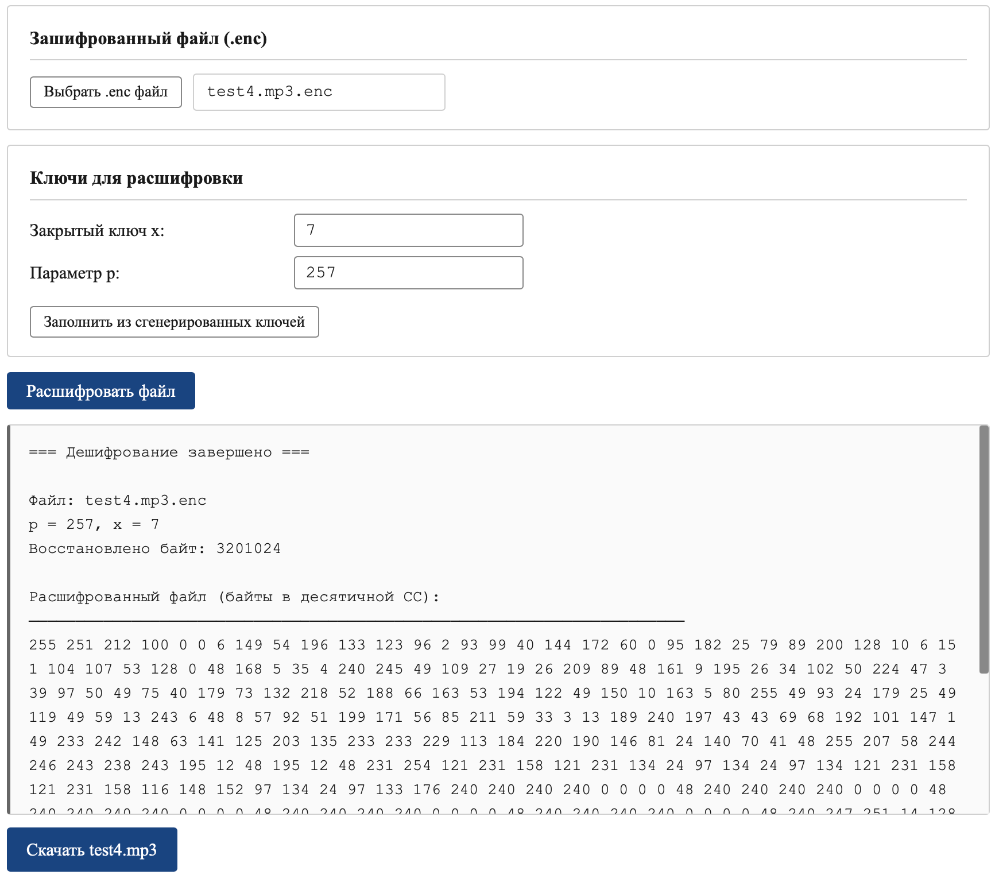 Зашифрованный файл (.enc)
Выбрать .enc файл
test4.mp3.enc
Ключи для расшифровки
Закрытый ключ x:
7
Параметр p:
257
Заполнить из сгенерированных ключей
Расшифровать файл
=== Дешифрование завершено ===
Файл: test4.mp3.enc
p = 257, x = 7
Восстановлено байт: 3201024
Расшифрованный файл (байты в десятичной СС):
255 251 212 100 0 0 6 149 54 196 133 123 96 2 93 99 40 144 172 60 0 95 182 25 79 89 200 128 10 6 15
1 104 107 53 128 0 48 168 5 35 4 240 245 49 109 27 19 26 209 89 48 161 9 195 26 34 102 50 224 47 3
39 97 50 49 75 40 179 73 132 218 52 188 66 163 53 194 122 49 150 10 163 5 80 255 49 93 24 179 25 49
119 49 59 13 243 6 48 8 57 92 51 199 171 56 85 211 59 33 3 13 189 240 197 43 43 69 68 192 101 147 1
49 233 242 148 63 141 125 203 135 233 233 229 113 184 220 190 146 81 24 140 70 41 48 255 207 58 244
246 243 238 243 195 12 48 195 12 48 231 254 121 231 158 121 231 134 24 97 134 24 97 134 121 231 158
121 231 158 116 148 152 97 134 24 97 133 176 240 240 240 240 0 0 0 0 48 240 240 240 240 0 0 0 0 48
240 240 240 240 0 0 0 0 48 240 240 240 240 0 0 0 0 48 240 240 240 240 0 0 0 0 48 240 247 251 14 128
Скачать test4.mp3